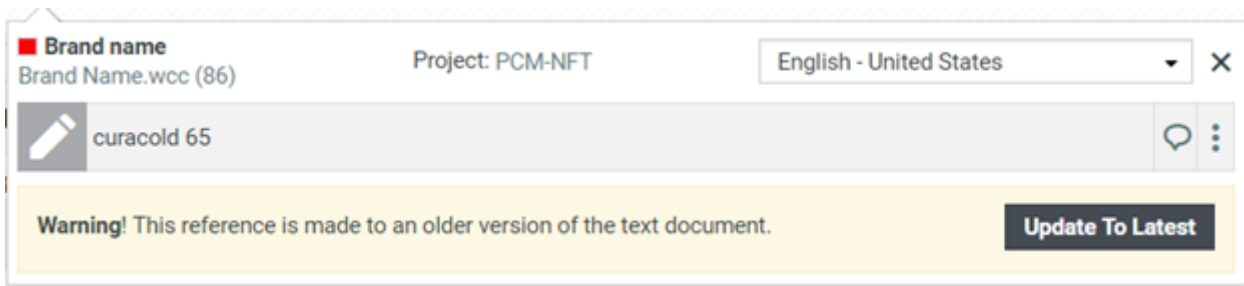 Brand name
Brand Name.wcc (86)
Project: PCM-NFT
English - United States
curacold 65
Warning! This reference is made to an older version of the text document.
Update To Latest